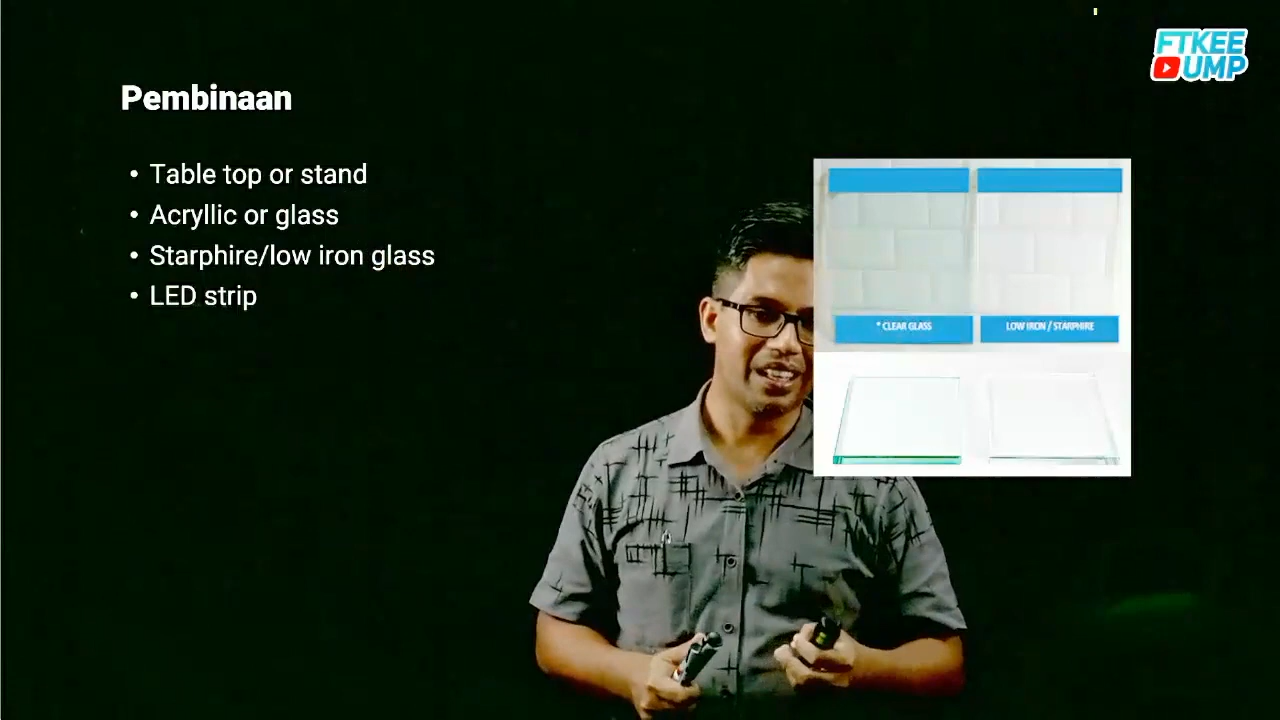 FTKEE
UMP
Pembinaan
• Table top or stand
• Acryllic or glass
• Starphire/low iron glass
• LED strip
* CLEAR GLASS
LOW IRON / STARPHIRE